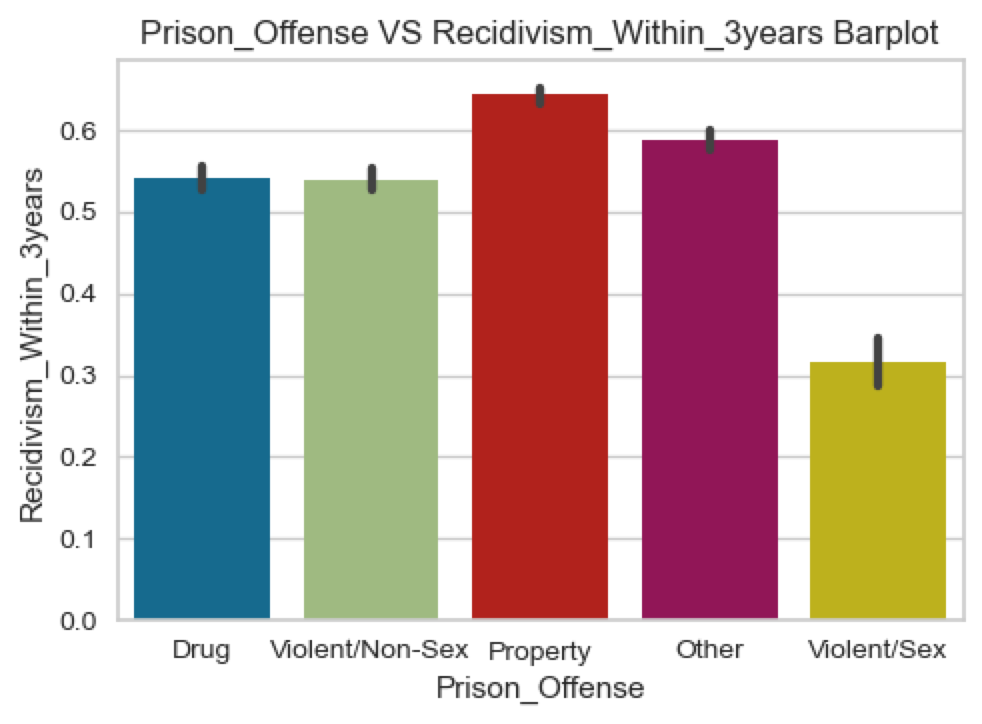 Prison_Offense VS Recidivism_Within_3years Barplot
Recidivism_Within_3years
0.6
0.5
0.4
0.3
0.2
0.1
0.0
Drug Violent/Non-Sex Property Other Violent/Sex
Prison_Offense